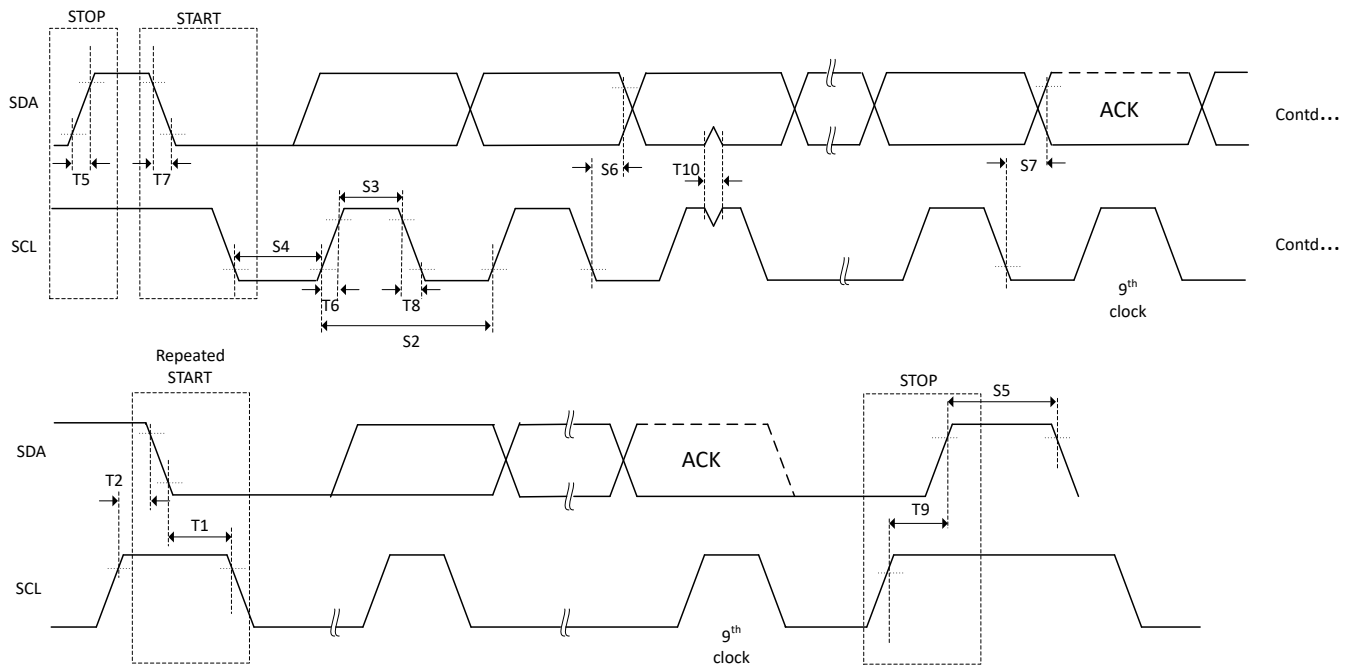 STOP
START
SDA
ACK
Contd...
T5
T7
S6
T10
S7
S3
SCL
S4
Contd...
T6
T8
9th
clock
S2
Repeated
START
STOP
S5
SDA
ACK
T2
T9
T1
SCL
9th
clock